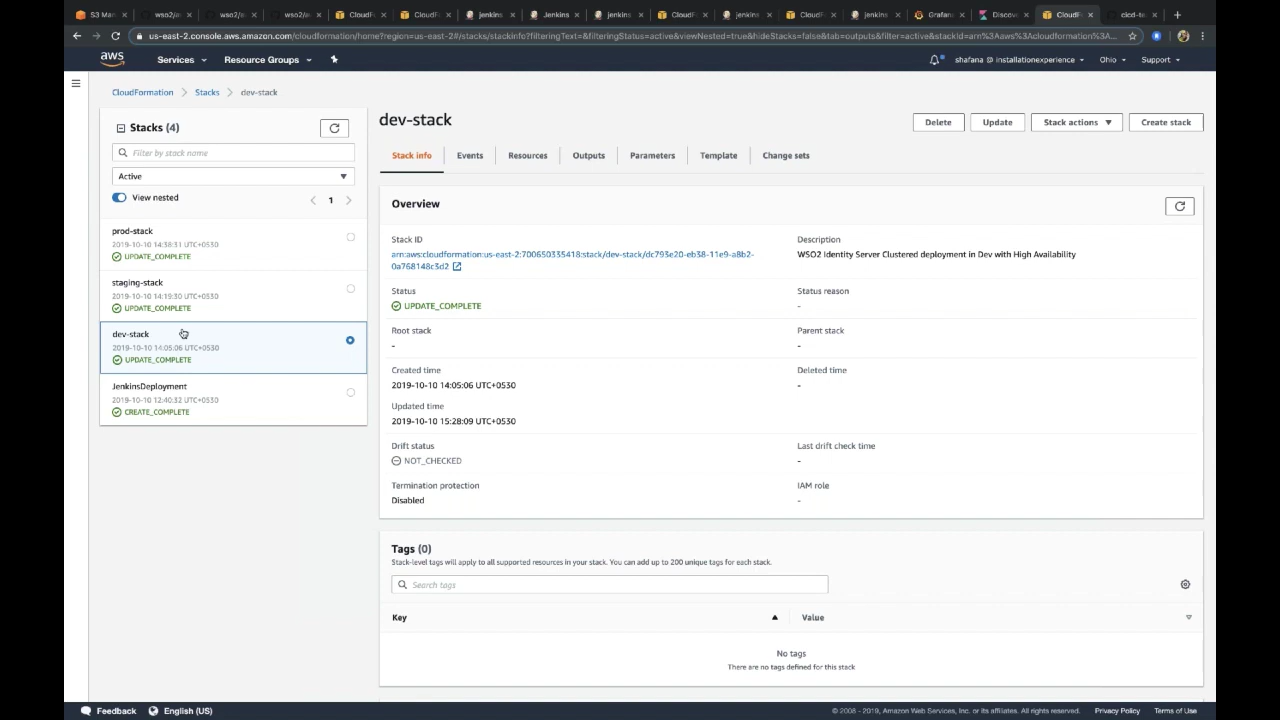 S3 Man
wso2/a
wso2/
wso2/a
CloudFo
CloudF
jenkins
Jenkins
jenkins
CloudF
jenkins
CloudF
jenkins
Grafana
Discov
CloudF
cicd-te
us-east-2.console.aws.amazon.com/cloudformation/home?region=us-east-2#/stacks/stackinfo?filteringText=&filteringStatus=active&viewNested=true&hideStacks=false&tab=outputs&filter=active&stackId=arn%3Aaws%3Acloudformation%3A...
aws
Services
Resource Groups
shafana @ installationexperience
Ohio
Support
CloudFormation
Stacks
dev-stack
Stacks (4)
Filter by stack name
Active
View nested
1
prod-stack
2019-10-10 14:38:31 UTC+0530
UPDATE_COMPLETE
staging-stack
2019-10-10 14:19:30 UTC+0530
UPDATE_COMPLETE
dev-stack
2019-10-10 14:05:06 UTC+0530
UPDATE_COMPLETE
JenkinsDeployment
2019-10-10 12:40:32 UTC+0530
CREATE_COMPLETE
dev-stack
Delete
Update
Stack actions
Create stack
Stack info
Events
Resources
Outputs
Parameters
Template
Change sets
Overview
Stack ID
arn:aws:cloudformation:us-east-2:700650335418:stack/dev-stack/dc793e20-eb38-11e9-a8b2-
0a768148c3d2
Description
WSO2 Identity Server Clustered deployment in Dev with High Availability
Status
UPDATE_COMPLETE
Status reason
-
Root stack
-
Parent stack
-
Created time
2019-10-10 14:05:06 UTC+0530
Deleted time
-
Updated time
2019-10-10 15:28:09 UTC+0530
Drift status
NOT_CHECKED
Last drift check time
-
Termination protection
Disabled
IAM role
-
Tags (0)
Stack-level tags will apply to all supported resources in your stack. You can add up to 200 unique tags for each stack.
Search tags
Key
Value
No tags
There are no tags defined for this stack
Feedback
English (US)
© 2008 - 2019, Amazon Web Services, Inc. or its affiliates. All rights reserved.
Privacy Policy
Terms of Use